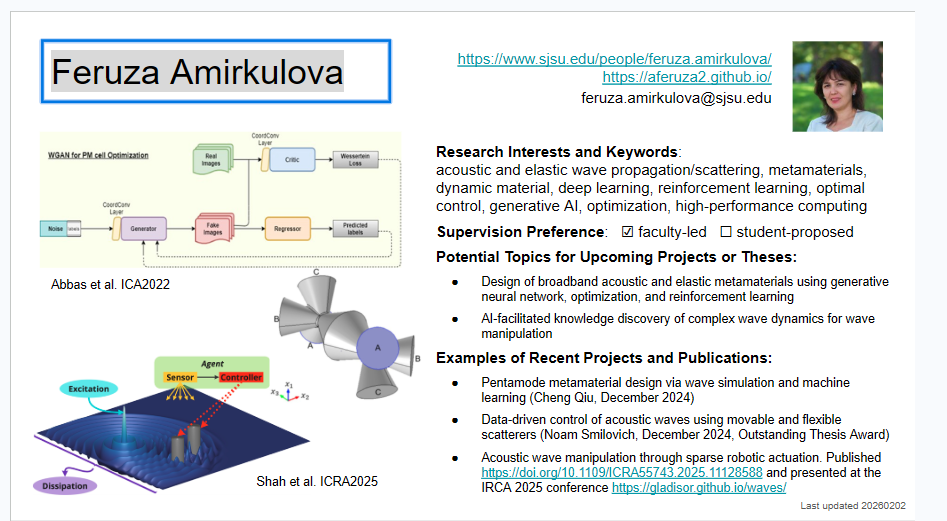 Feruza Amirkulova
https://www.sjsu.edu/people/feruza.amirkulova/
https://aferuza2.github.io/
feruza.amirkulova@sjsu.edu
WGAN for PM cell Optimization
Real Images
CoordConv Layer
Critic
Wessertein Loss
CoordConv Layer
Noise
Generator
Fake Images
Regressor
Predicted labels
Abbas et al. ICA2022
C
B
A
A
B
C
Agent
Sensor
Controller
Excitation
x1
x3
x2
Dissipation
Shah et al. ICRA2025
Research Interests and Keywords:
acoustic and elastic wave propagation/scattering, metamaterials,
dynamic material, deep learning, reinforcement learning, optimal
control, generative AI, optimization, high-performance computing
Supervision Preference: ☑ faculty-led ☐ student-proposed
Potential Topics for Upcoming Projects or Theses:
● Design of broadband acoustic and elastic metamaterials using generative
neural network, optimization, and reinforcement learning
● AI-facilitated knowledge discovery of complex wave dynamics for wave
manipulation
Examples of Recent Projects and Publications:
● Pentamode metamaterial design via wave simulation and machine
learning (Cheng Qiu, December 2024)
● Data-driven control of acoustic waves using movable and flexible
scatterers (Noam Smilovich, December 2024, Outstanding Thesis Award)
● Acoustic wave manipulation through sparse robotic actuation. Published
https://doi.org/10.1109/ICRA55743.2025.11128588 and presented at the
IRCA 2025 conference https://gladisor.github.io/waves/
Last updated 20260202